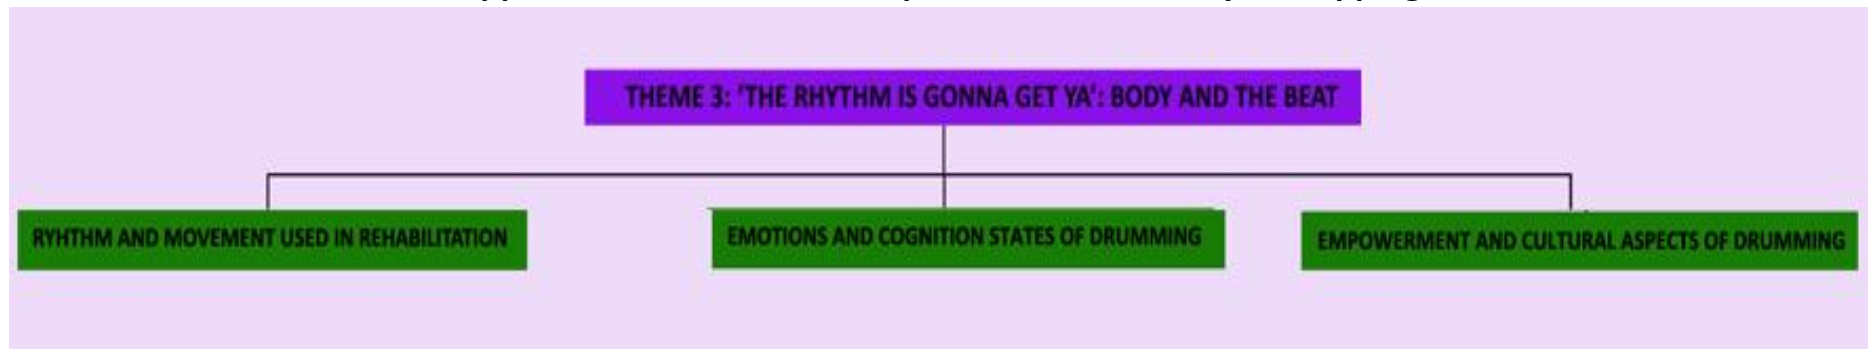 THEME 3: 'THE RHYTHM IS GONNA GET YA': BODY AND THE BEAT
RYHTHM AND MOVEMENT USED IN REHABILITATION
EMOTIONS AND COGNITION STATES OF DRUMMING
EMPOWERMENT AND CULTURAL ASPECTS OF DRUMMING